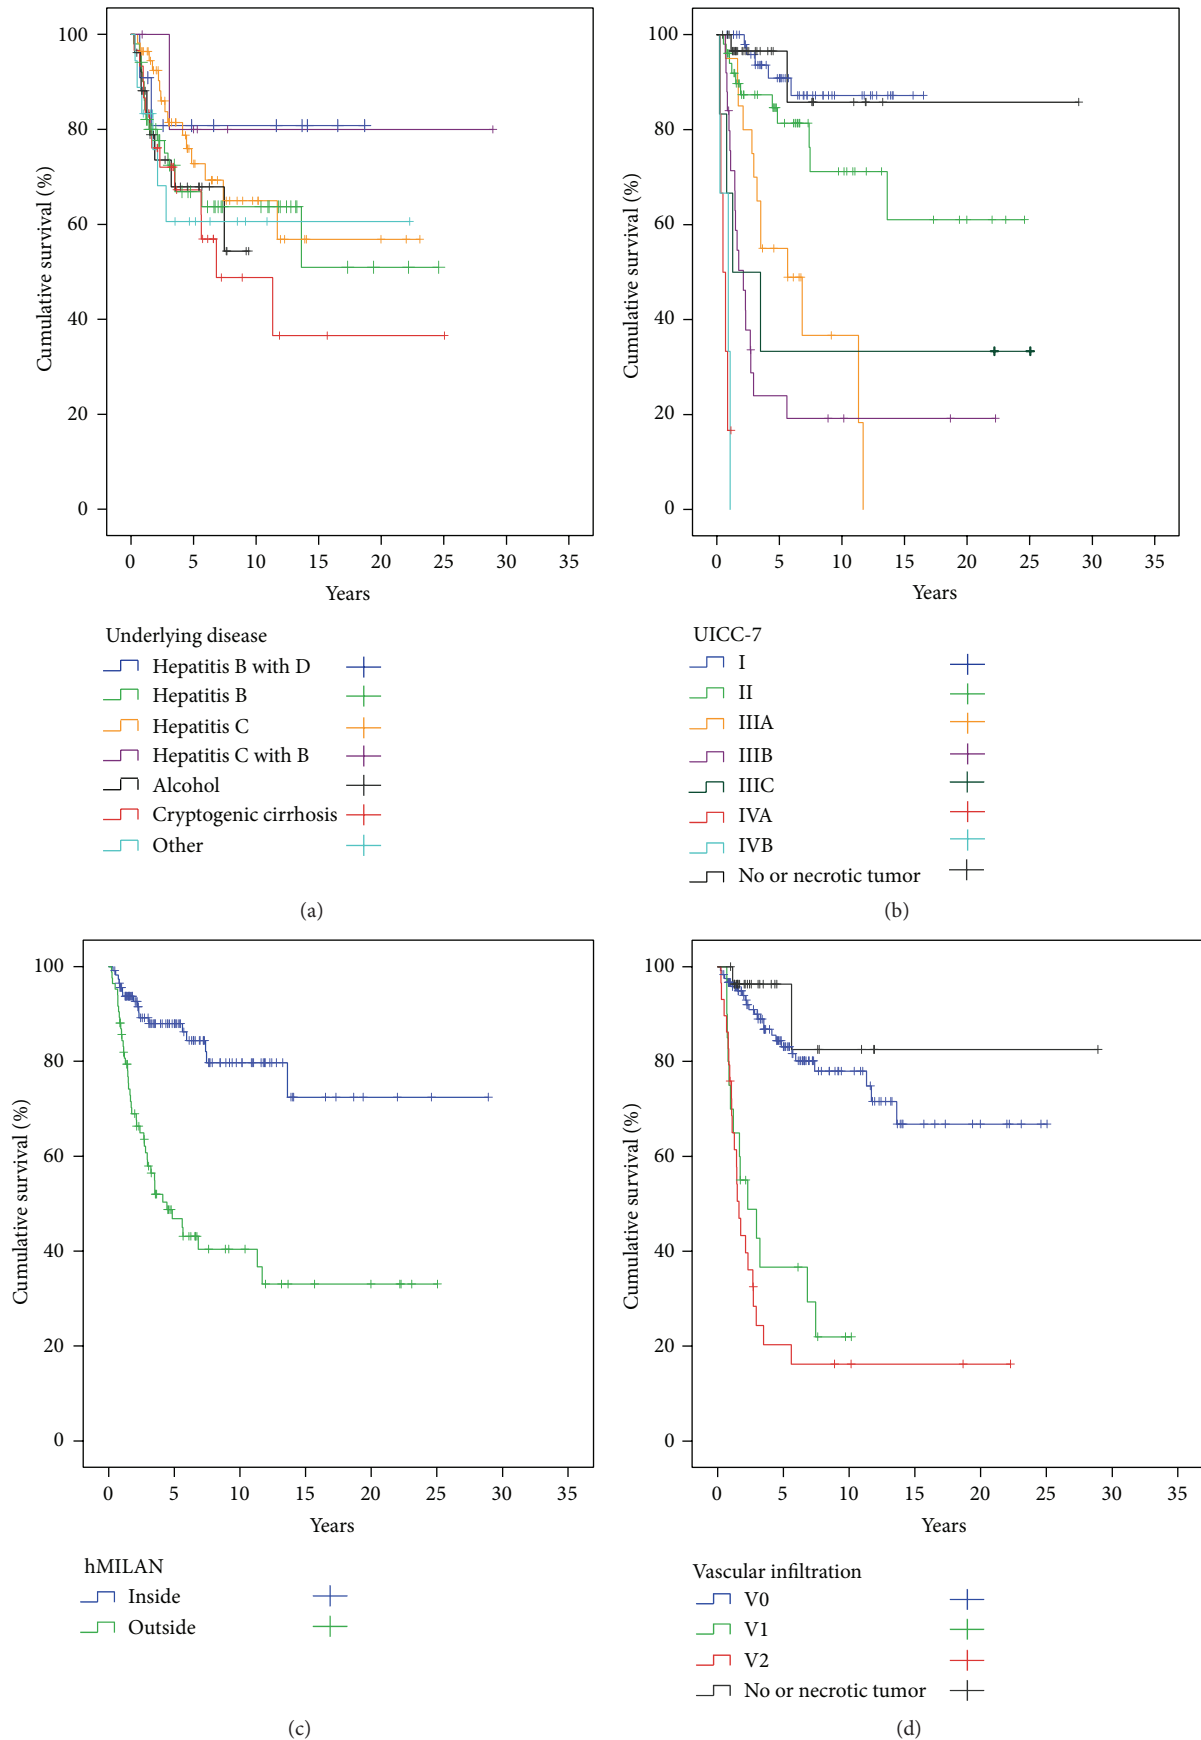 100
80
60
40
20
0
Cumulative survival (%)
0 5 10 15 20 25 30 35
Years
Underlying disease
Hepatitis B with D
Hepatitis B
Hepatitis C
Hepatitis C with B
Alcohol
Cryptogenic cirrhosis
Other
(a)
100
80
60
40
20
0
Cumulative survival (%)
0 5 10 15 20 25 30 35
Years
UICC-7
I
II
IIIA
IIIB
IIIC
IVA
IVB
No or necrotic tumor
(b)
100
80
60
40
20
0
Cumulative survival (%)
0 5 10 15 20 25 30 35
Years
hMILAN
Inside
Outside
(c)
100
80
60
40
20
0
Cumulative survival (%)
0 5 10 15 20 25 30 35
Years
Vascular infiltration
V0
V1
V2
No or necrotic tumor
(d)